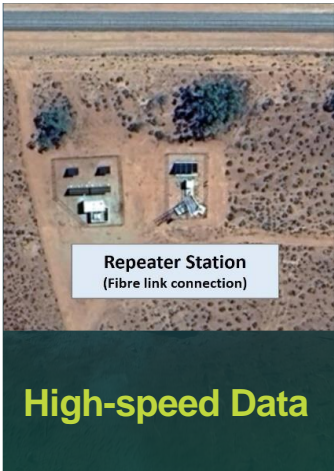 Repeater Station
(Fibre link connection)
High-speed Data